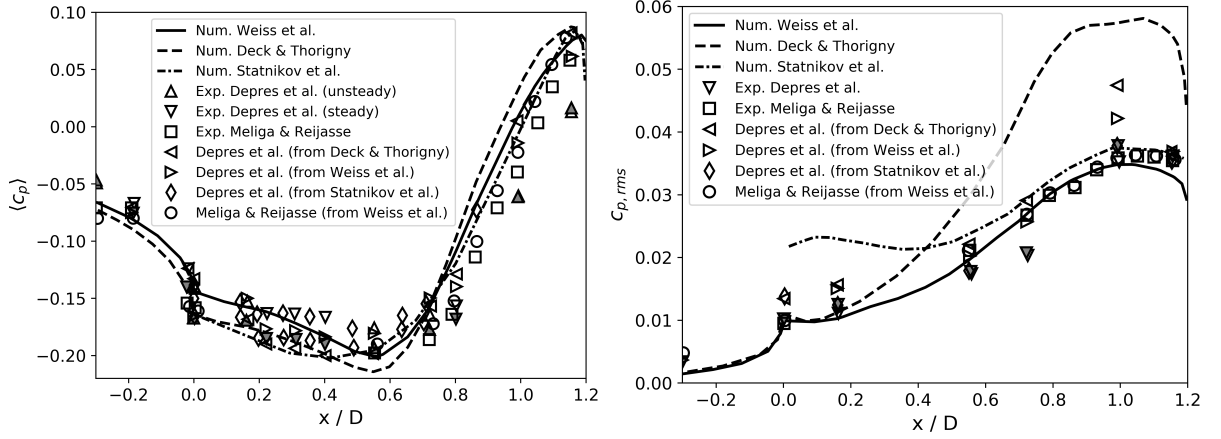 0.10
0.05
0.00
−0.05
−0.10
−0.15
−0.20
⟨cp⟩
Num. Weiss et al.
Num. Deck & Thorigny
Num. Statnikov et al.
Exp. Depres et al. (unsteady)
Exp. Depres et al. (steady)
Exp. Meliga & Reijasse
Depres et al. (from Deck & Thorigny)
Depres et al. (from Weiss et al.)
Depres et al. (from Statnikov et al.)
Meliga & Reijasse (from Weiss et al.)
−0.2 0.0 0.2 0.4 0.6 0.8 1.0 1.2
x / D
0.06
0.05
0.04
0.03
0.02
0.01
0.00
cp,rms
Num. Weiss et al.
Num. Deck & Thorigny
Num. Statnikov et al.
Exp. Depres et al.
Exp. Meliga & Reijasse
Depres et al. (from Deck & Thorigny)
Depres et al. (from Weiss et al.)
Depres et al. (from Statnikov et al.)
Meliga & Reijasse (from Weiss et al.)
−0.2 0.0 0.2 0.4 0.6 0.8 1.0 1.2
x / D